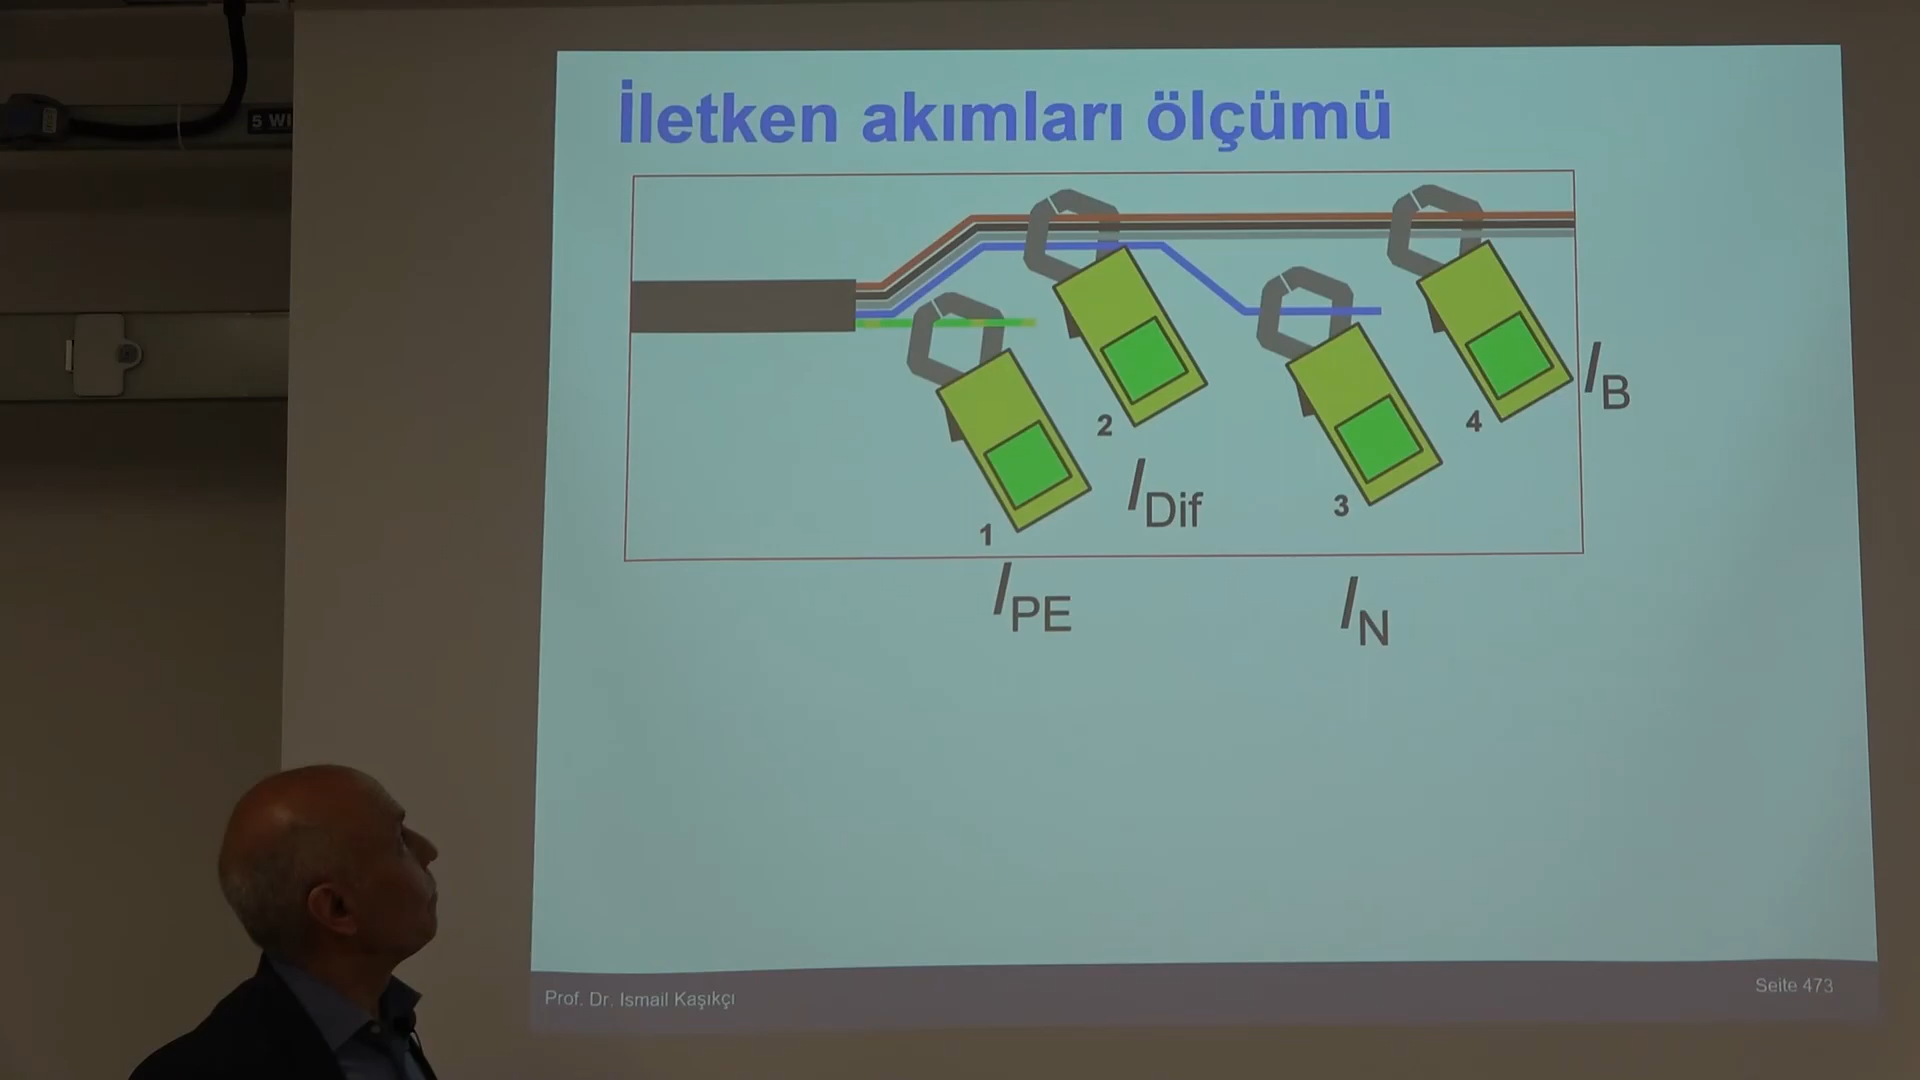 5 WI
İletken akımları ölçümü
I_B
2
4
I_Dif
3
1
I_PE
I_N
Prof. Dr. Ismail Kaşıkçı
Seite 473